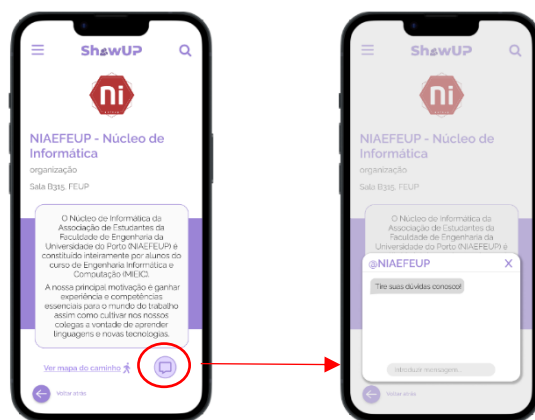 ShwUP
ni
NIAEFEUP - Núcleo de
Informática
organização
Sala B315, FEUP
O Núcleo de Informática da
Associação de Estudantes da
Faculdade de Engenharia da
Universidade do Porto (NIAEFEUP) é
constituído inteiramente por alunos do
curso de Engenharia Informática e
Computação (MIEIC).
A nossa principal motivação é ganhar
experiência e competências
essenciais para o mundo do trabalho
assim como cultivar nos nossos
colegas a vontade de aprender
linguagens e novas tecnologias.
Ver mapa do caminho
Voltar atrás
ShwUP
ni
NIAEFEUP - Núcleo de
Informática
organização
Sala B315, FEUP
O Núcleo de Informática da
Associação de Estudantes da
Faculdade de Engenharia da
Universidade do Porto (NIAEFEUP) é
@NIAEFEUP X
Tire suas dúvidas conosco!
Introduzir mensagem...
Voltar atrás